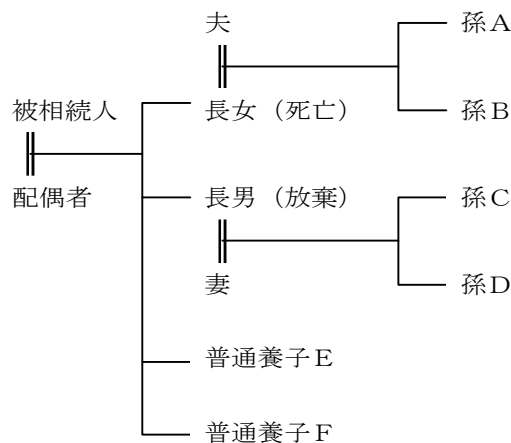 夫
孫A
被相続人
長女（死亡）
孫B
配偶者
長男（放棄）
孫C
妻
孫D
普通養子E
普通養子F